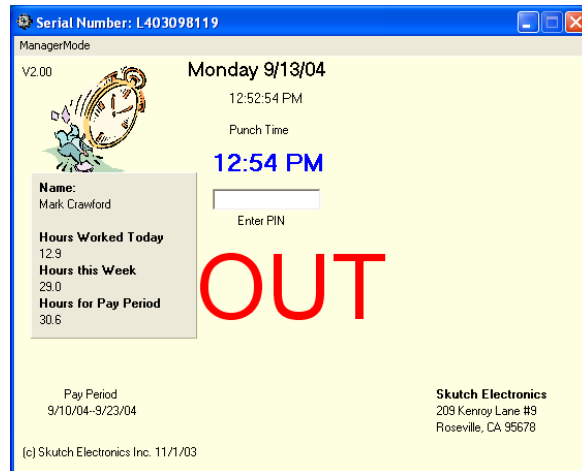 Serial Number: L403098119
ManagerMode
V2.00
Monday 9/13/04
12:52:54 PM
Punch Time
12:54 PM
Enter PIN
Name:
Mark Crawford
Hours Worked Today
12.9
Hours this Week
29.0
Hours for Pay Period
30.6
OUT
Pay Period
9/10/04--9/23/04
Skutch Electronics
209 Kenroy Lane #9
Roseville, CA 95678
(c) Skutch Electronics Inc. 11/1/03